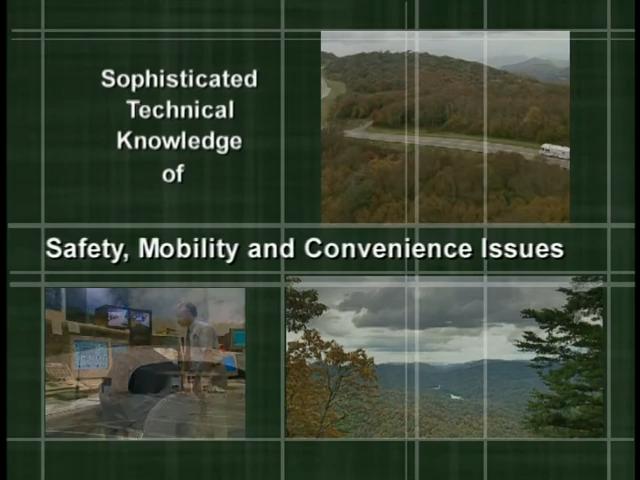 Sophisticated
Technical
Knowledge
of
Safety, Mobility and Convenience Issues